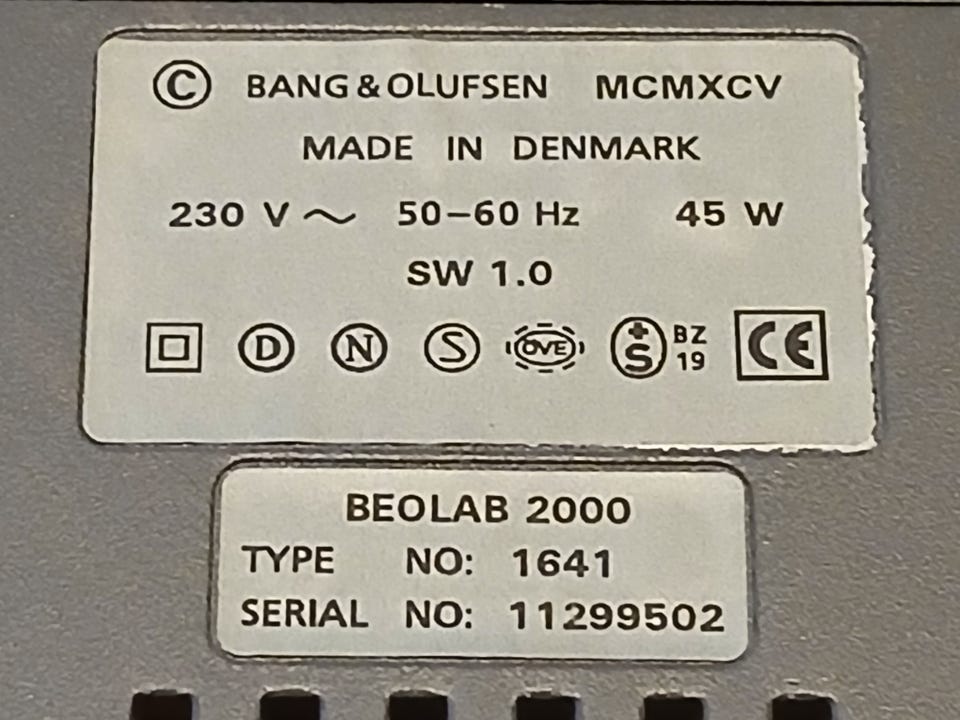 © BANG & OLUFSEN MCMXCV
MADE IN DENMARK
230 V ~ 50-60 Hz 45 W
SW 1.0
D N S ÖVE +S BZ 19 CE
BEOLAB 2000
TYPE NO: 1641
SERIAL NO: 11299502